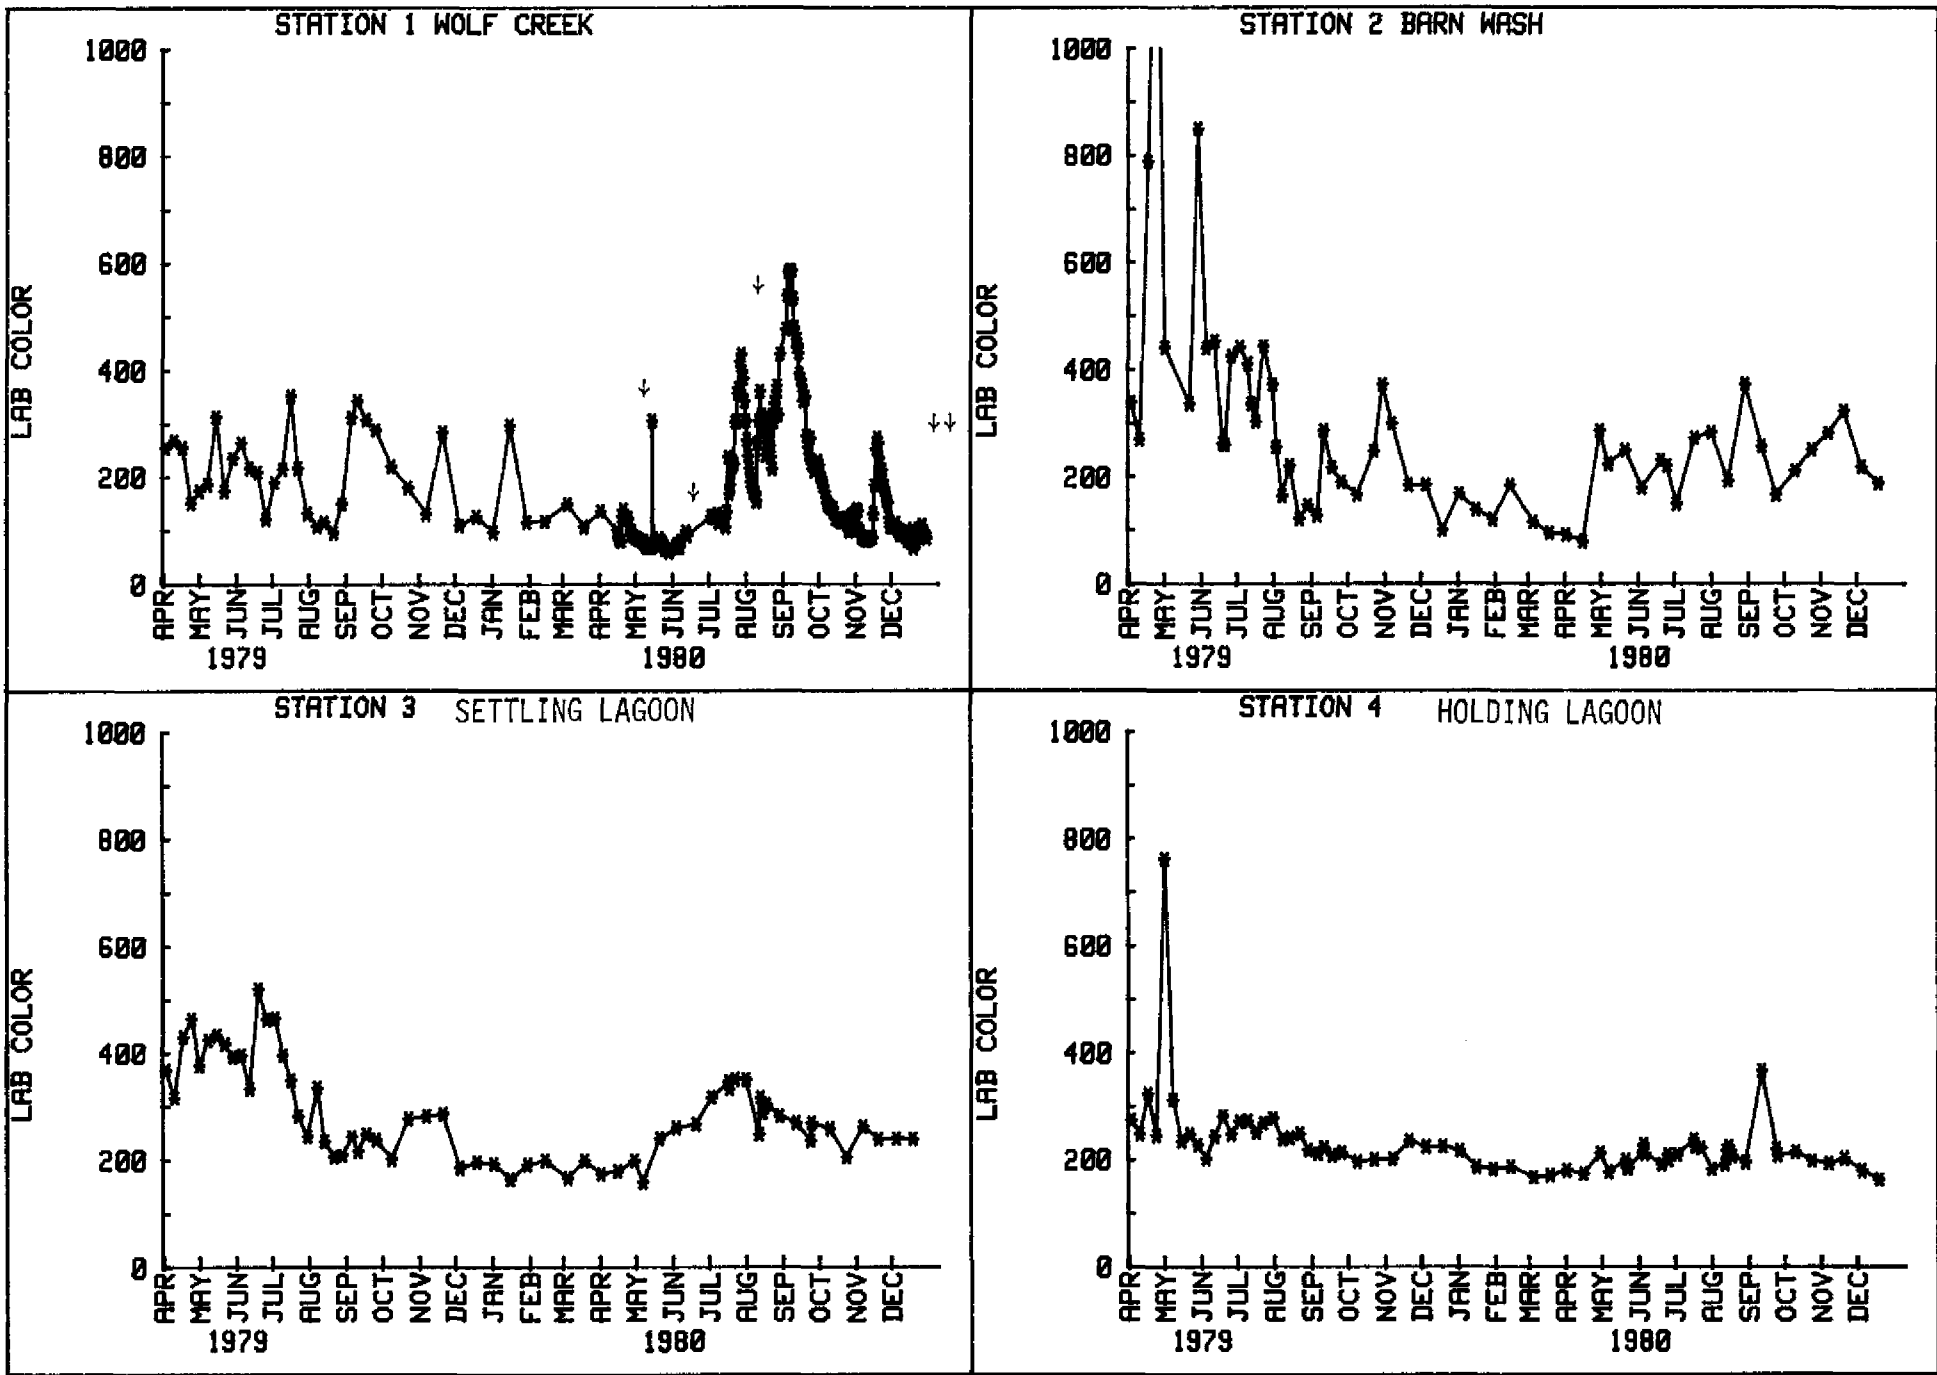 STATION 1 WOLF CREEK
1000
800
600
400
200
0
LAB COLOR
APR MAY JUN JUL AUG SEP OCT NOV DEC JAN FEB MAR APR MAY JUN JUL AUG SEP OCT NOV DEC
1979 1980
STATION 2 BARN WASH
1000
800
600
400
200
0
LAB COLOR
APR MAY JUN JUL AUG SEP OCT NOV DEC JAN FEB MAR APR MAY JUN JUL AUG SEP OCT NOV DEC
1979 1980
STATION 3 SETTLING LAGOON
1000
800
600
400
200
0
LAB COLOR
APR MAY JUN JUL AUG SEP OCT NOV DEC JAN FEB MAR APR MAY JUN JUL AUG SEP OCT NOV DEC
1979 1980
STATION 4 HOLDING LAGOON
1000
800
600
400
200
0
LAB COLOR
APR MAY JUN JUL AUG SEP OCT NOV DEC JAN FEB MAR APR MAY JUN JUL AUG SEP OCT NOV DEC
1979 1980